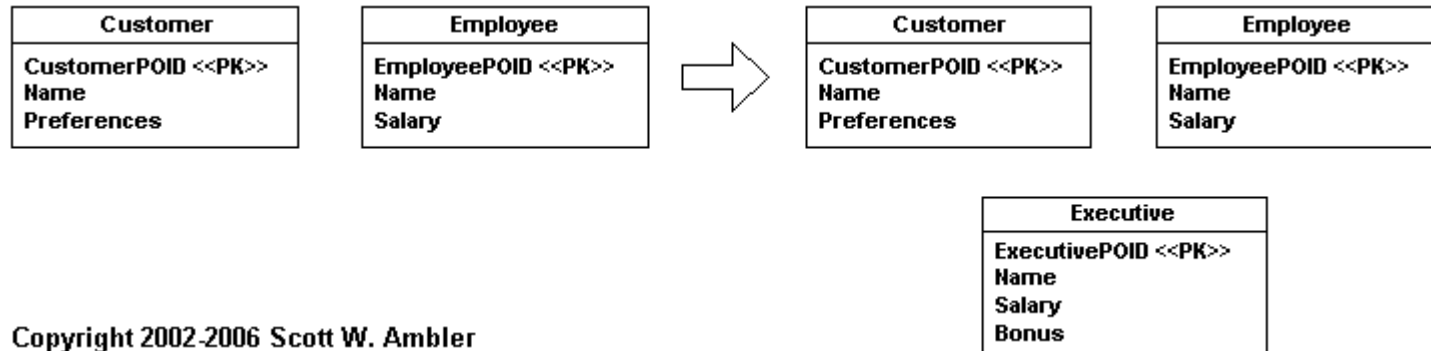 Customer
CustomerPOID <<PK>>
Name
Preferences
Employee
EmployeePOID <<PK>>
Name
Salary
Customer
CustomerPOID <<PK>>
Name
Preferences
Employee
EmployeePOID <<PK>>
Name
Salary
Executive
ExecutivePOID <<PK>>
Name
Salary
Bonus
Copyright 2002-2006 Scott W. Ambler